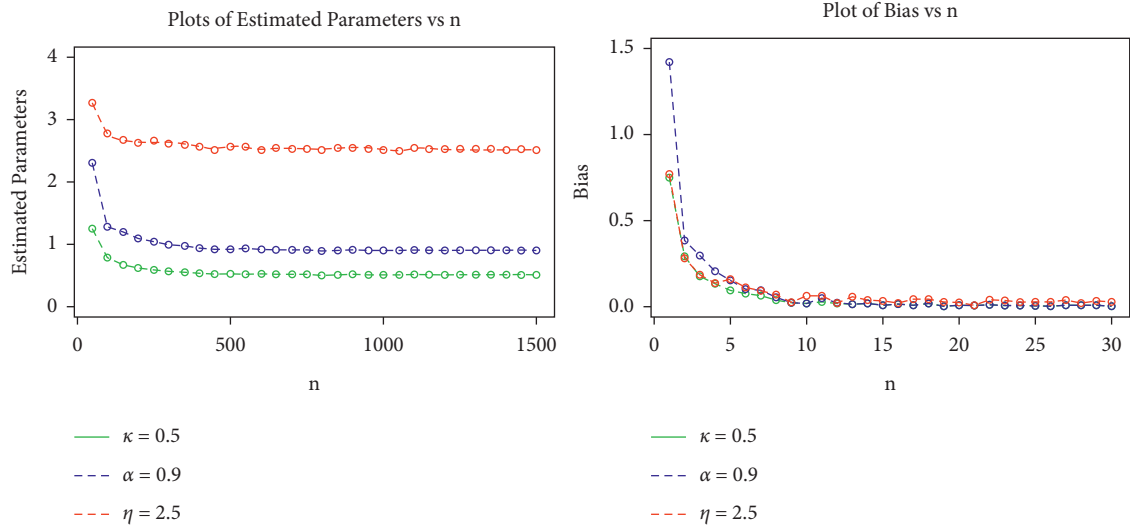 Plots of Estimated Parameters vs n
Estimated Parameters
4
3
2
1
0
0 500 1000 1500
n
κ = 0.5
α = 0.9
η = 2.5
Plot of Bias vs n
Bias
1.5
1.0
0.5
0.0
0 5 10 15 20 25 30
n
κ = 0.5
α = 0.9
η = 2.5